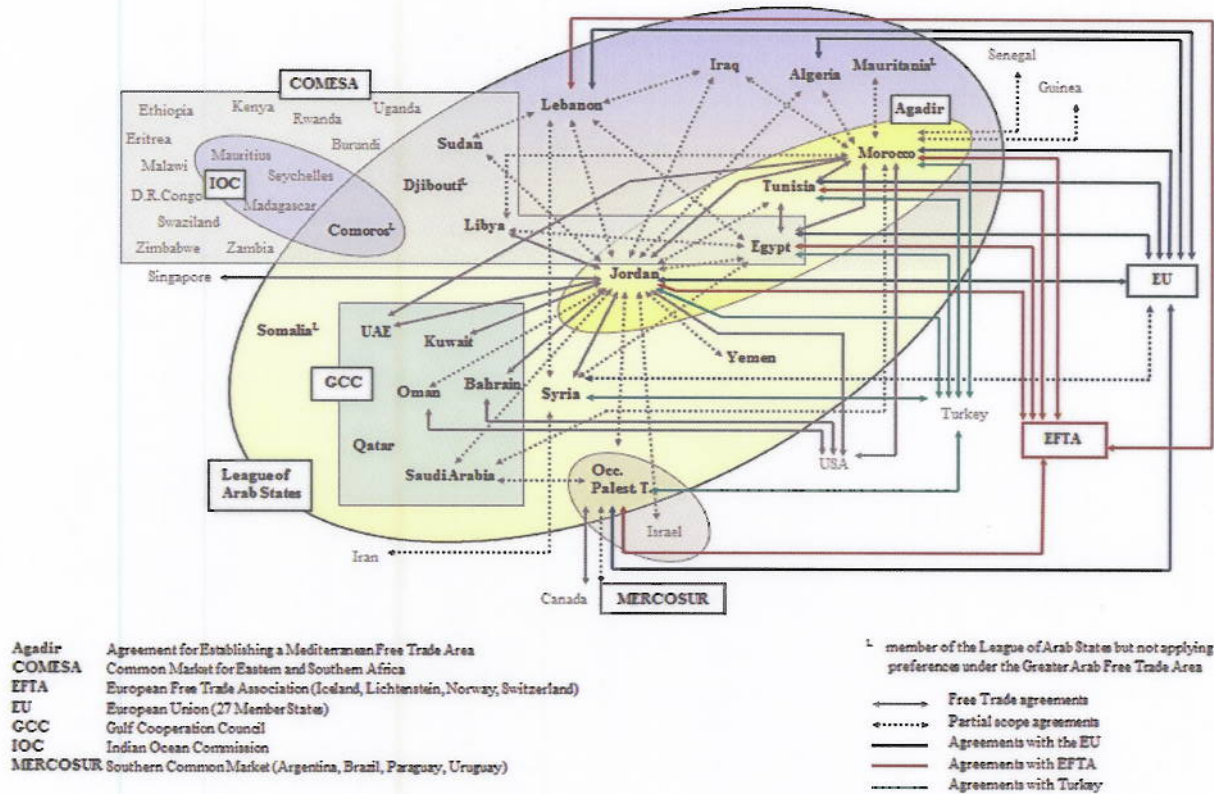 Senegal
Iraq
Algeria
Mauritania L
COMESA
Guinea
Ethiopia
Kenya
Uganda
Lebanon
Agadir
Rwanda
Eritrea
Burundi
Sudan
Mauritius
Morocco
Malawi
Seychelles
IOC
Djibouti L
Tunisia
D.R.Congo
Madagascar
Swaziland
Libya
Comoros L
Egypt
Zimbabwe
Zambia
Singapore
Jordan
EU
Somalia L
UAE
Kuwait
Yemen
GCC
Oman
Bahrain
Syria
Turkey
Qatar
EFTA
USA
League of
Arab States
Saudi Arabia
Occ.
Palest. T.
Israel
Iran
Canada
MERCOSUR
Agadir Agreement for Establishing a Mediterranean Free Trade Area
COMESA Common Market for Eastern and Southern Africa
EFTA European Free Trade Association (Iceland, Lichtenstein, Norway, Switzerland)
EU European Union (27 Member States)
GCC Gulf Cooperation Council
IOC Indian Ocean Commission
MERCOSUR Southern Common Market (Argentina, Brazil, Paraguay, Uruguay)
L member of the League of Arab States but not applying
preferences under the Greater Arab Free Trade Area
Free Trade agreements
Partial scope agreements
Agreements with the EU
Agreements with EFTA
Agreements with Turkey